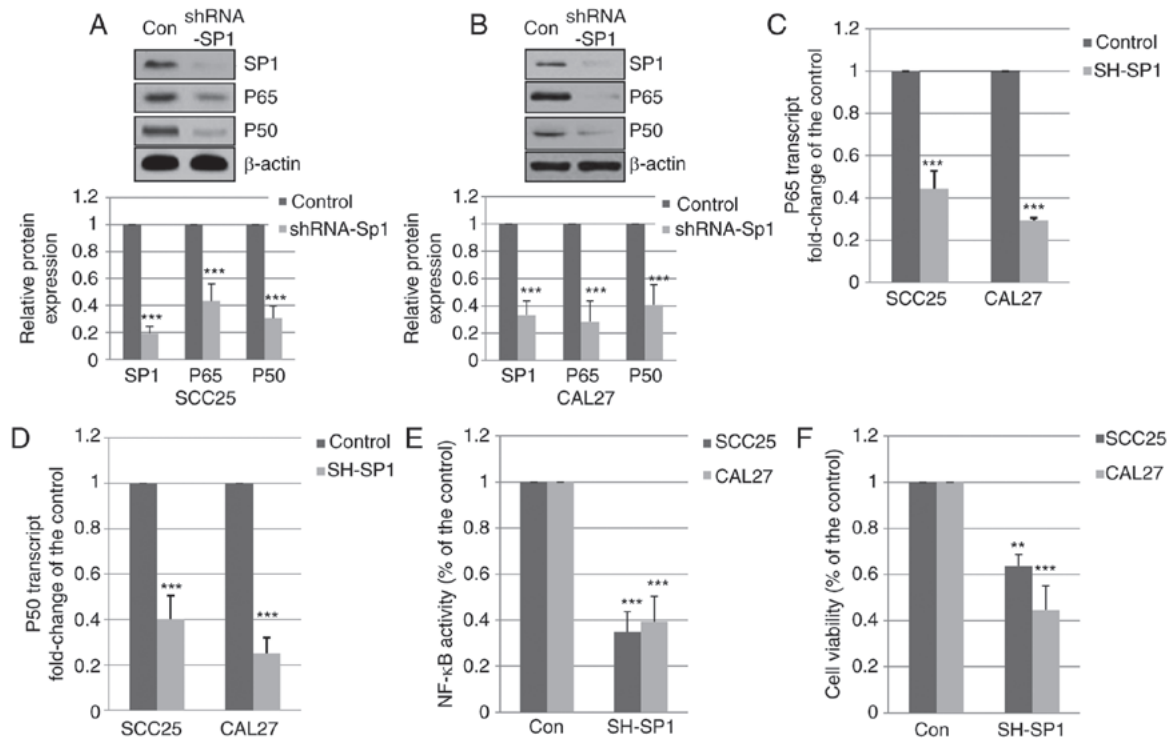 A
Con shRNA
-SP1
SP1
P65
P50
β-actin
Relative protein
expression
1.2
1
0.8
0.6
0.4
0.2
0
Control
shRNA-Sp1
***
***
***
SP1 P65 P50
SCC25
B
Con shRNA
-SP1
SP1
P65
P50
β-actin
Relative protein
expression
1.2
1
0.8
0.6
0.4
0.2
0
Control
shRNA-Sp1
***
***
***
SP1 P65 P50
CAL27
C
P65 transcript
fold-change of the control
1.2
1
0.8
0.6
0.4
0.2
0
Control
SH-SP1
***
***
SCC25 CAL27
D
P50 transcript
fold-change of the control
1.2
1
0.8
0.6
0.4
0.2
0
Control
SH-SP1
***
***
SCC25 CAL27
E
NF-κB activity (% of the control)
1.2
1
0.8
0.6
0.4
0.2
0
SCC25
CAL27
***
***
Con SH-SP1
F
Cell viability (% of the control)
1.2
1
0.8
0.6
0.4
0.2
0
SCC25
CAL27
**
***
Con SH-SP1